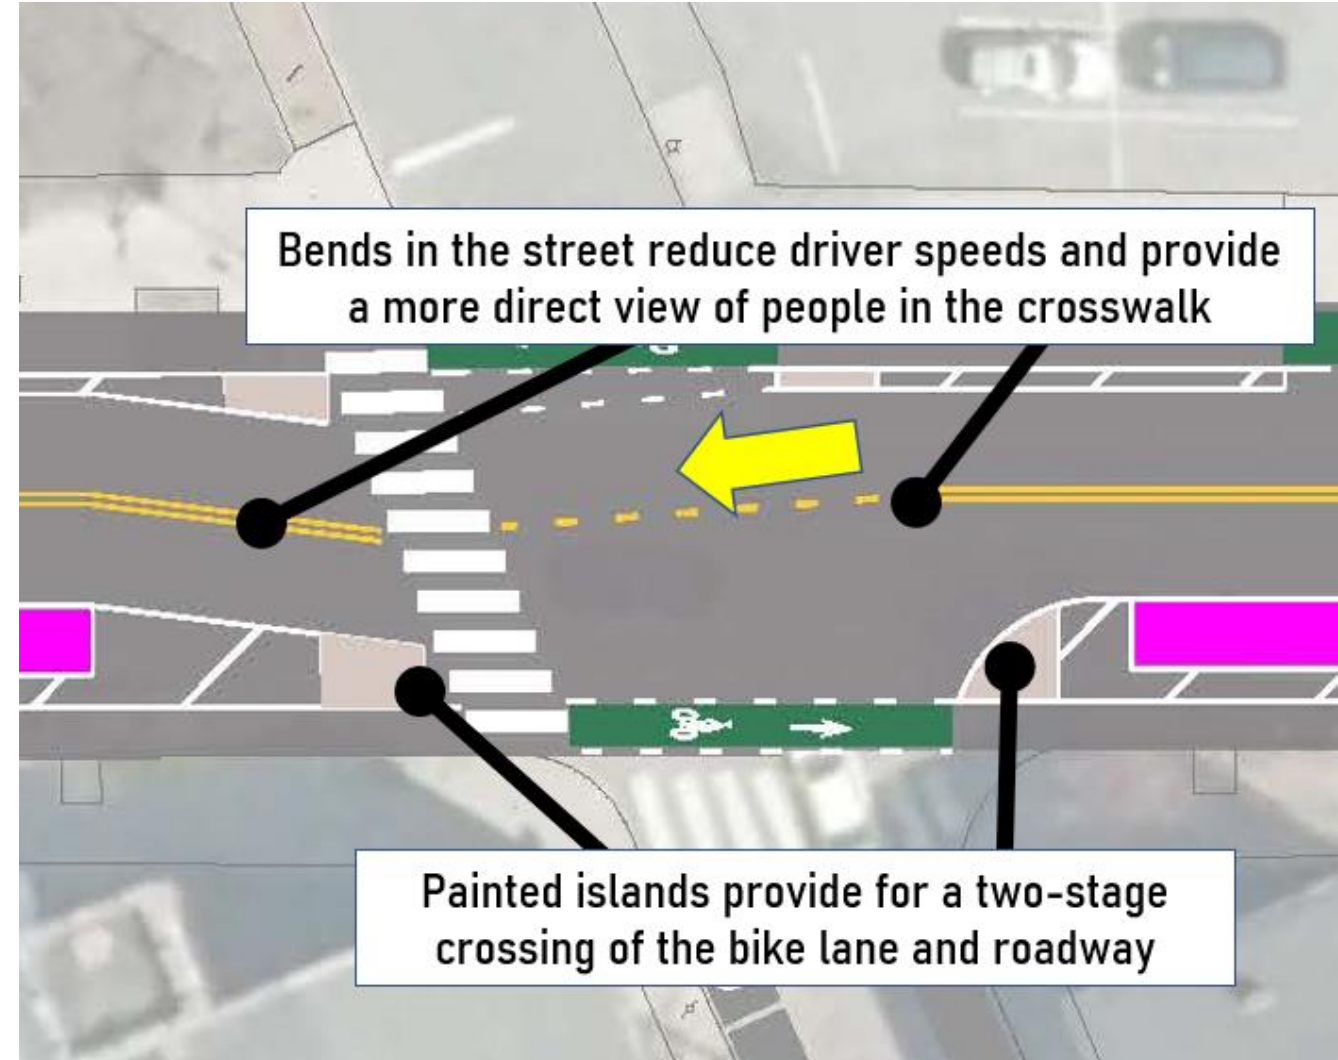 Bends in the street reduce driver speeds and provide
a more direct view of people in the crosswalk
Painted islands provide for a two-stage
crossing of the bike lane and roadway